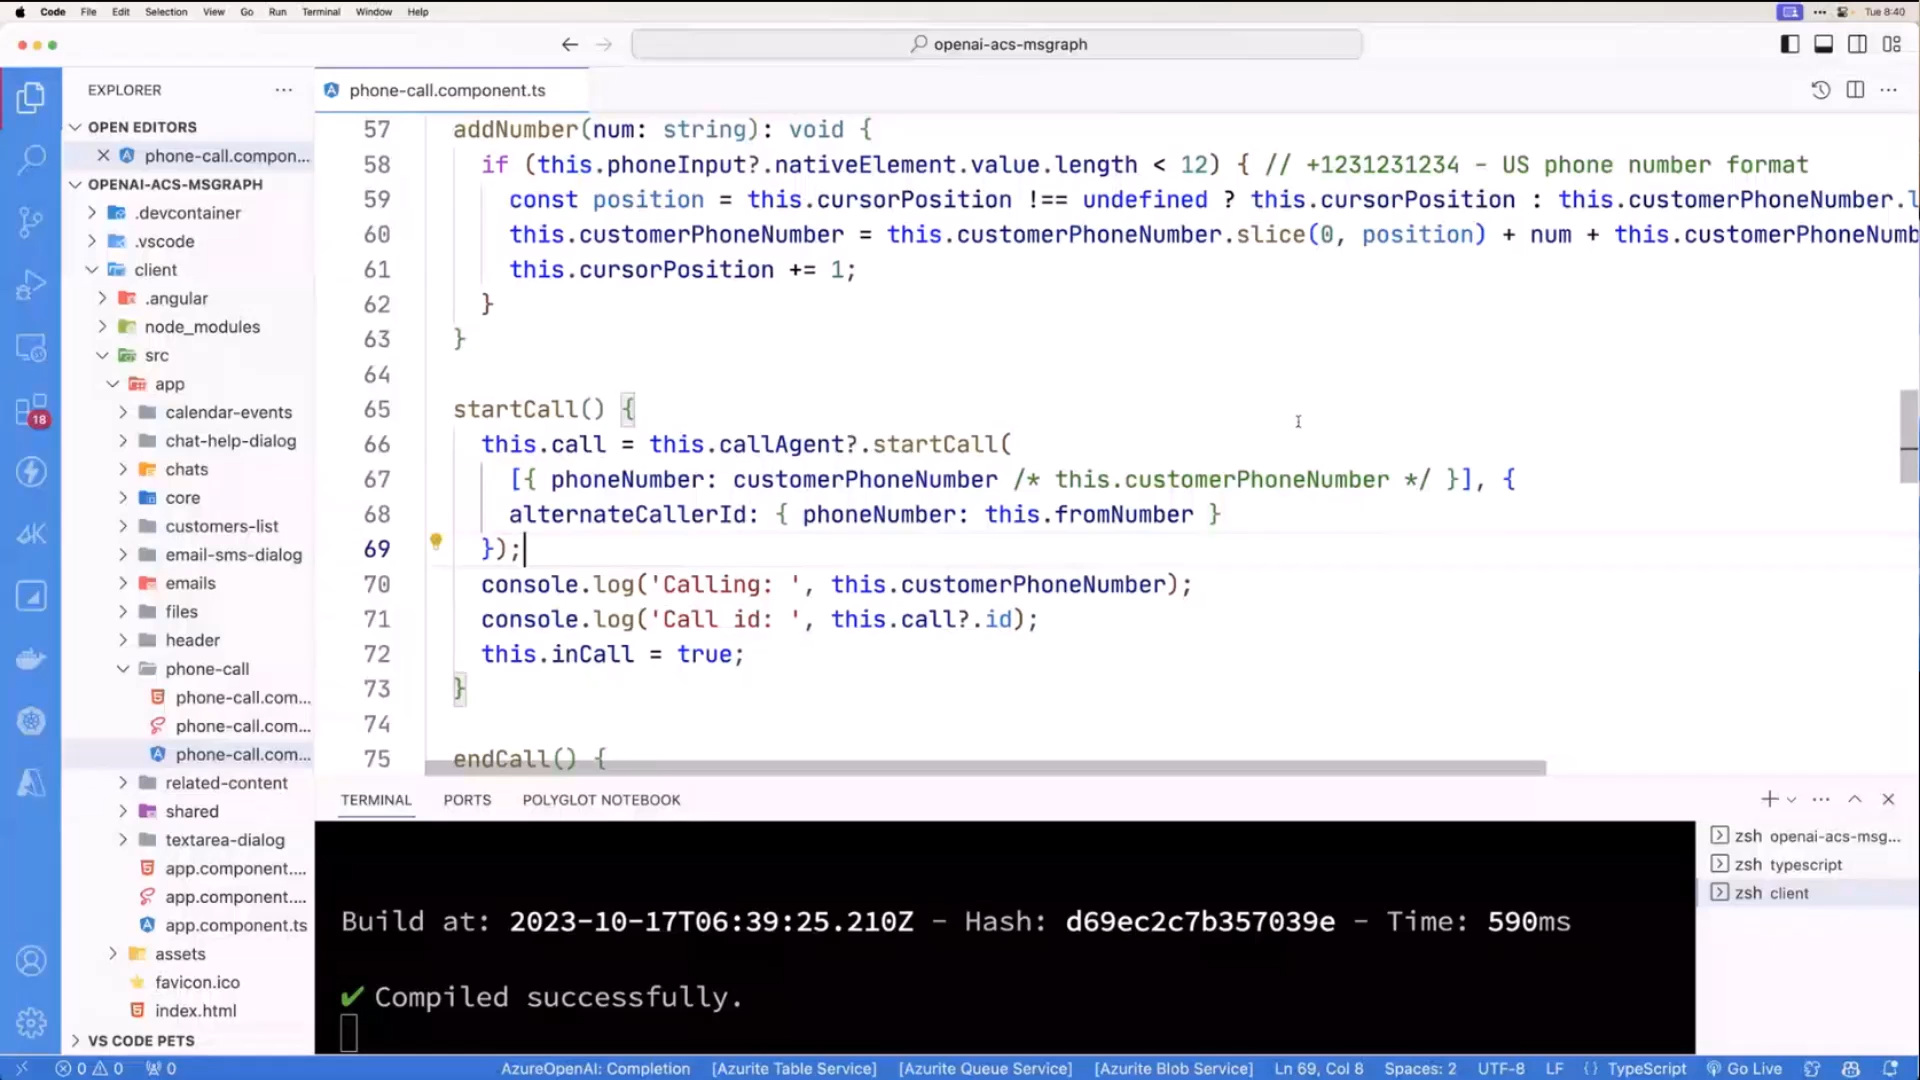 Code File Edit Selection View Go Run Terminal Window Help
Tue 8:40
openai-acs-msgraph
EXPLORER
OPEN EDITORS
phone-call.compon...
OPENAI-ACS-MSGRAPH
.devcontainer
.vscode
client
.angular
node_modules
src
app
calendar-events
chat-help-dialog
chats
core
customers-list
email-sms-dialog
emails
files
header
phone-call
phone-call.com...
phone-call.com...
phone-call.com...
related-content
shared
textarea-dialog
app.component....
app.component....
app.component.ts
assets
favicon.ico
index.html
VS CODE PETS
18
phone-call.component.ts
57 addNumber(num: string): void {
58 if (this.phoneInput?.nativeElement.value.length < 12) { // +1231231234 - US phone number format
59 const position = this.cursorPosition !== undefined ? this.cursorPosition : this.customerPhoneNumber.l
60 this.customerPhoneNumber = this.customerPhoneNumber.slice(0, position) + num + this.customerPhoneNumb
61 this.cursorPosition += 1;
62 }
63 }
64
65 startCall() {
66 this.call = this.callAgent?.startCall(
67 [{ phoneNumber: customerPhoneNumber /* this.customerPhoneNumber */ }], {
68 alternateCallerId: { phoneNumber: this.fromNumber }
69 });
70 console.log('Calling: ', this.customerPhoneNumber);
71 console.log('Call id: ', this.call?.id);
72 this.inCall = true;
73 }
74
75 endCall() {
TERMINAL PORTS POLYGLOT NOTEBOOK
Build at: 2023-10-17T06:39:25.210Z - Hash: d69ec2c7b357039e - Time: 590ms
✔ Compiled successfully.
zsh openai-acs-msg...
zsh typescript
zsh client
0 0 0 AzureOpenAI: Completion [Azurite Table Service] [Azurite Queue Service] [Azurite Blob Service] Ln 69, Col 8 Spaces: 2 UTF-8 LF {} TypeScript Go Live